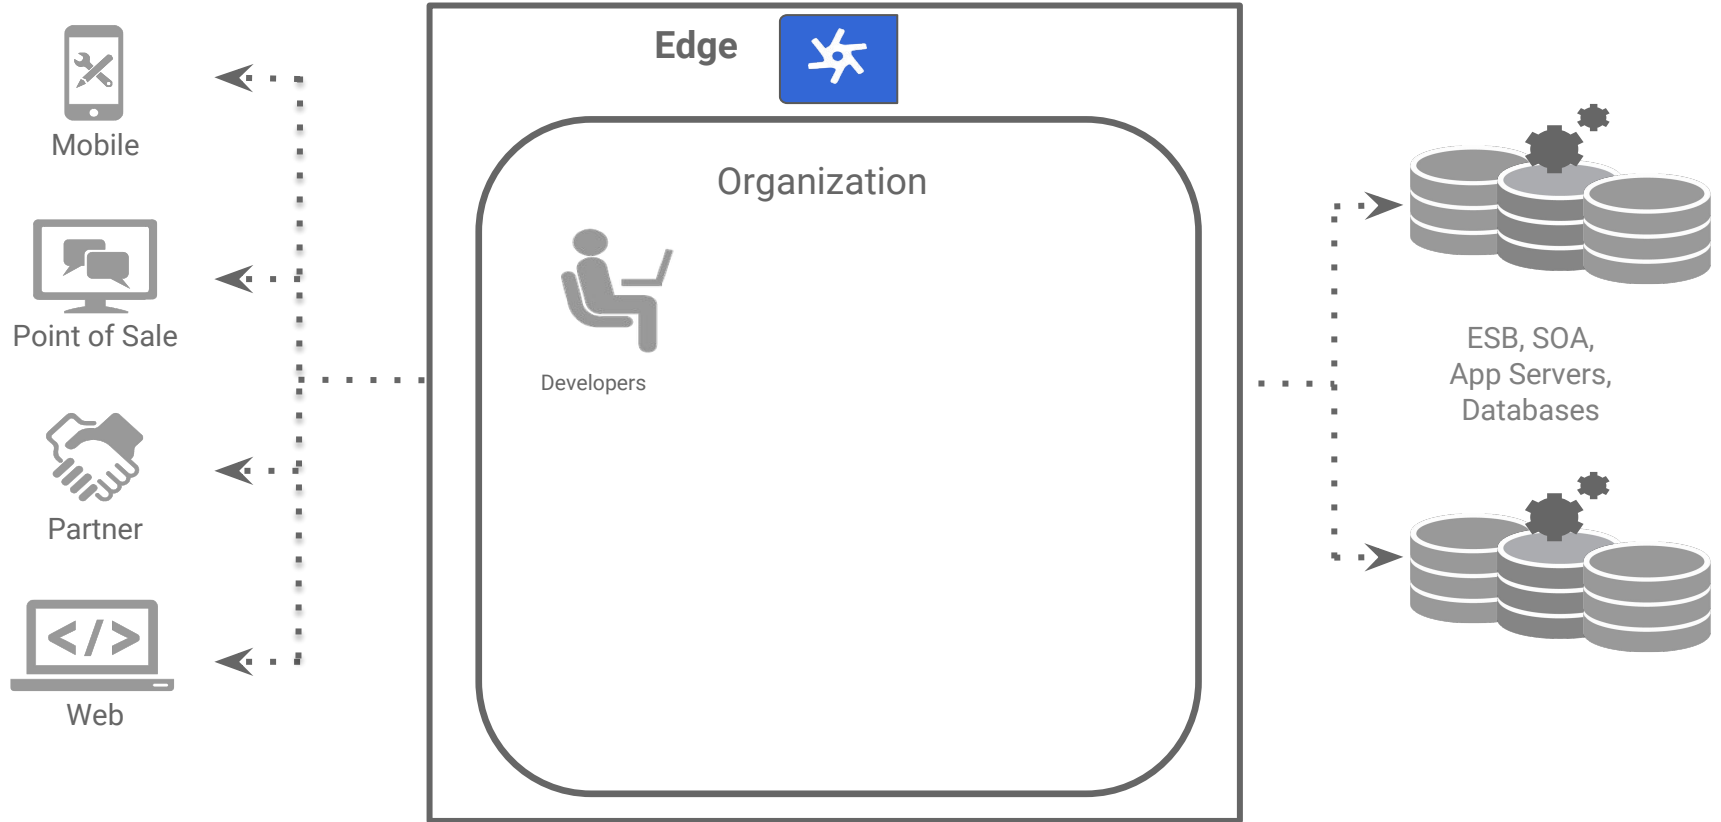 Edge
Organization
Developers
Mobile
Point of Sale
Partner
</>
Web
ESB, SOA,
App Servers,
Databases